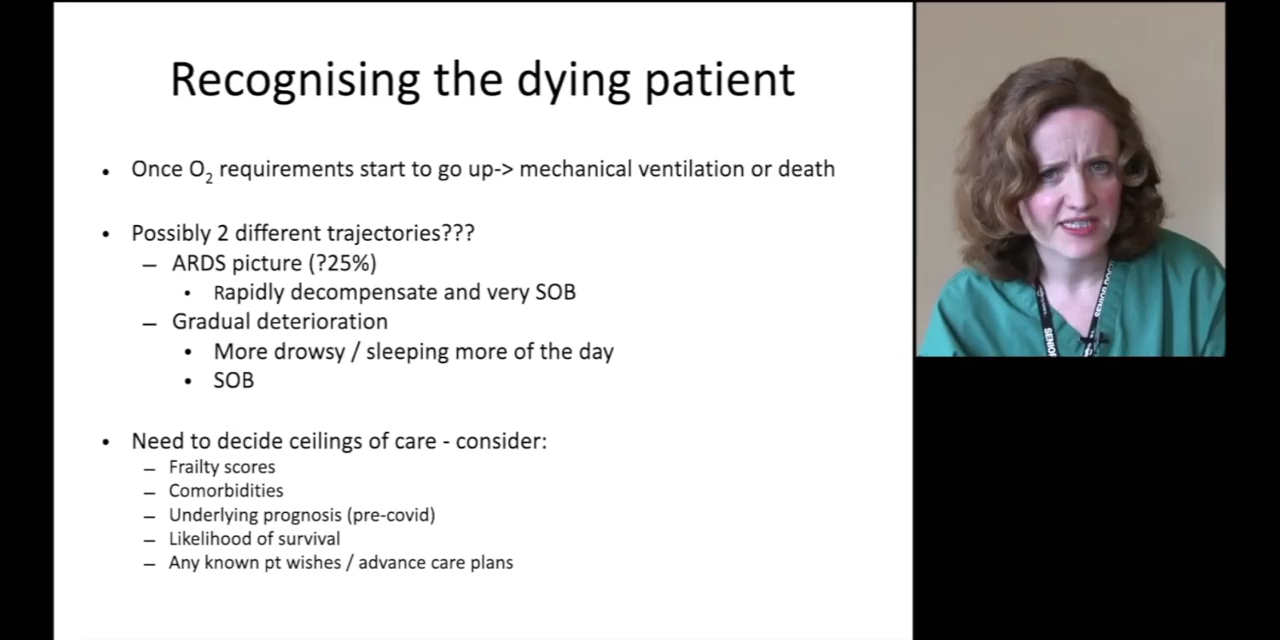 Recognising the dying patient
• Once O₂ requirements start to go up-> mechanical ventilation or death
• Possibly 2 different trajectories???
– ARDS picture (?25%)
• Rapidly decompensate and very SOB
– Gradual deterioration
• More drowsy / sleeping more of the day
• SOB
• Need to decide ceilings of care - consider:
– Frailty scores
– Comorbidities
– Underlying prognosis (pre-covid)
– Likelihood of survival
– Any known pt wishes / advance care plans
SENIOR DOCT
SENIO